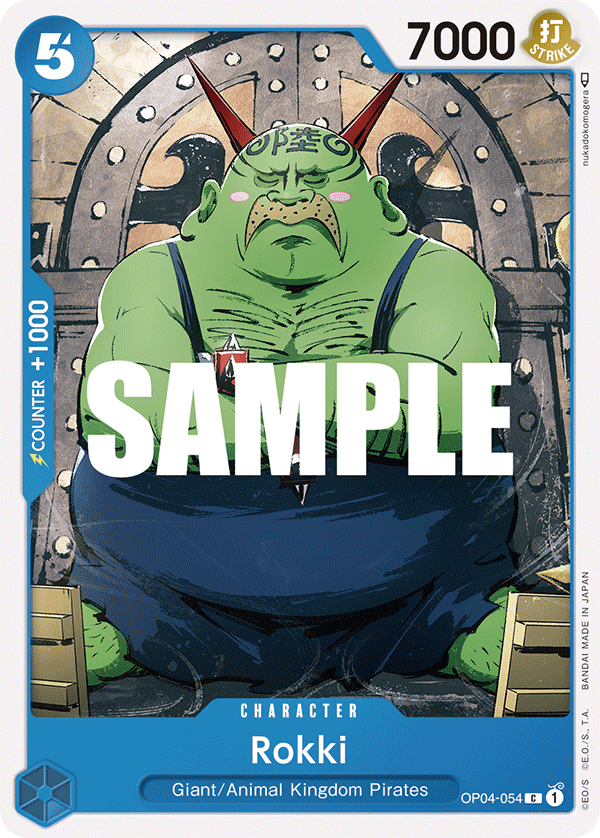 5
7000
打
STRIKE
nukadokomogera
陸
COUNTER +1000
SAMPLE
CHARACTER
Rokki
Giant/Animal Kingdom Pirates
OP04-054 C 1
©E.O./S ©E.O./S., T.A. BANDAI MADE IN JAPAN